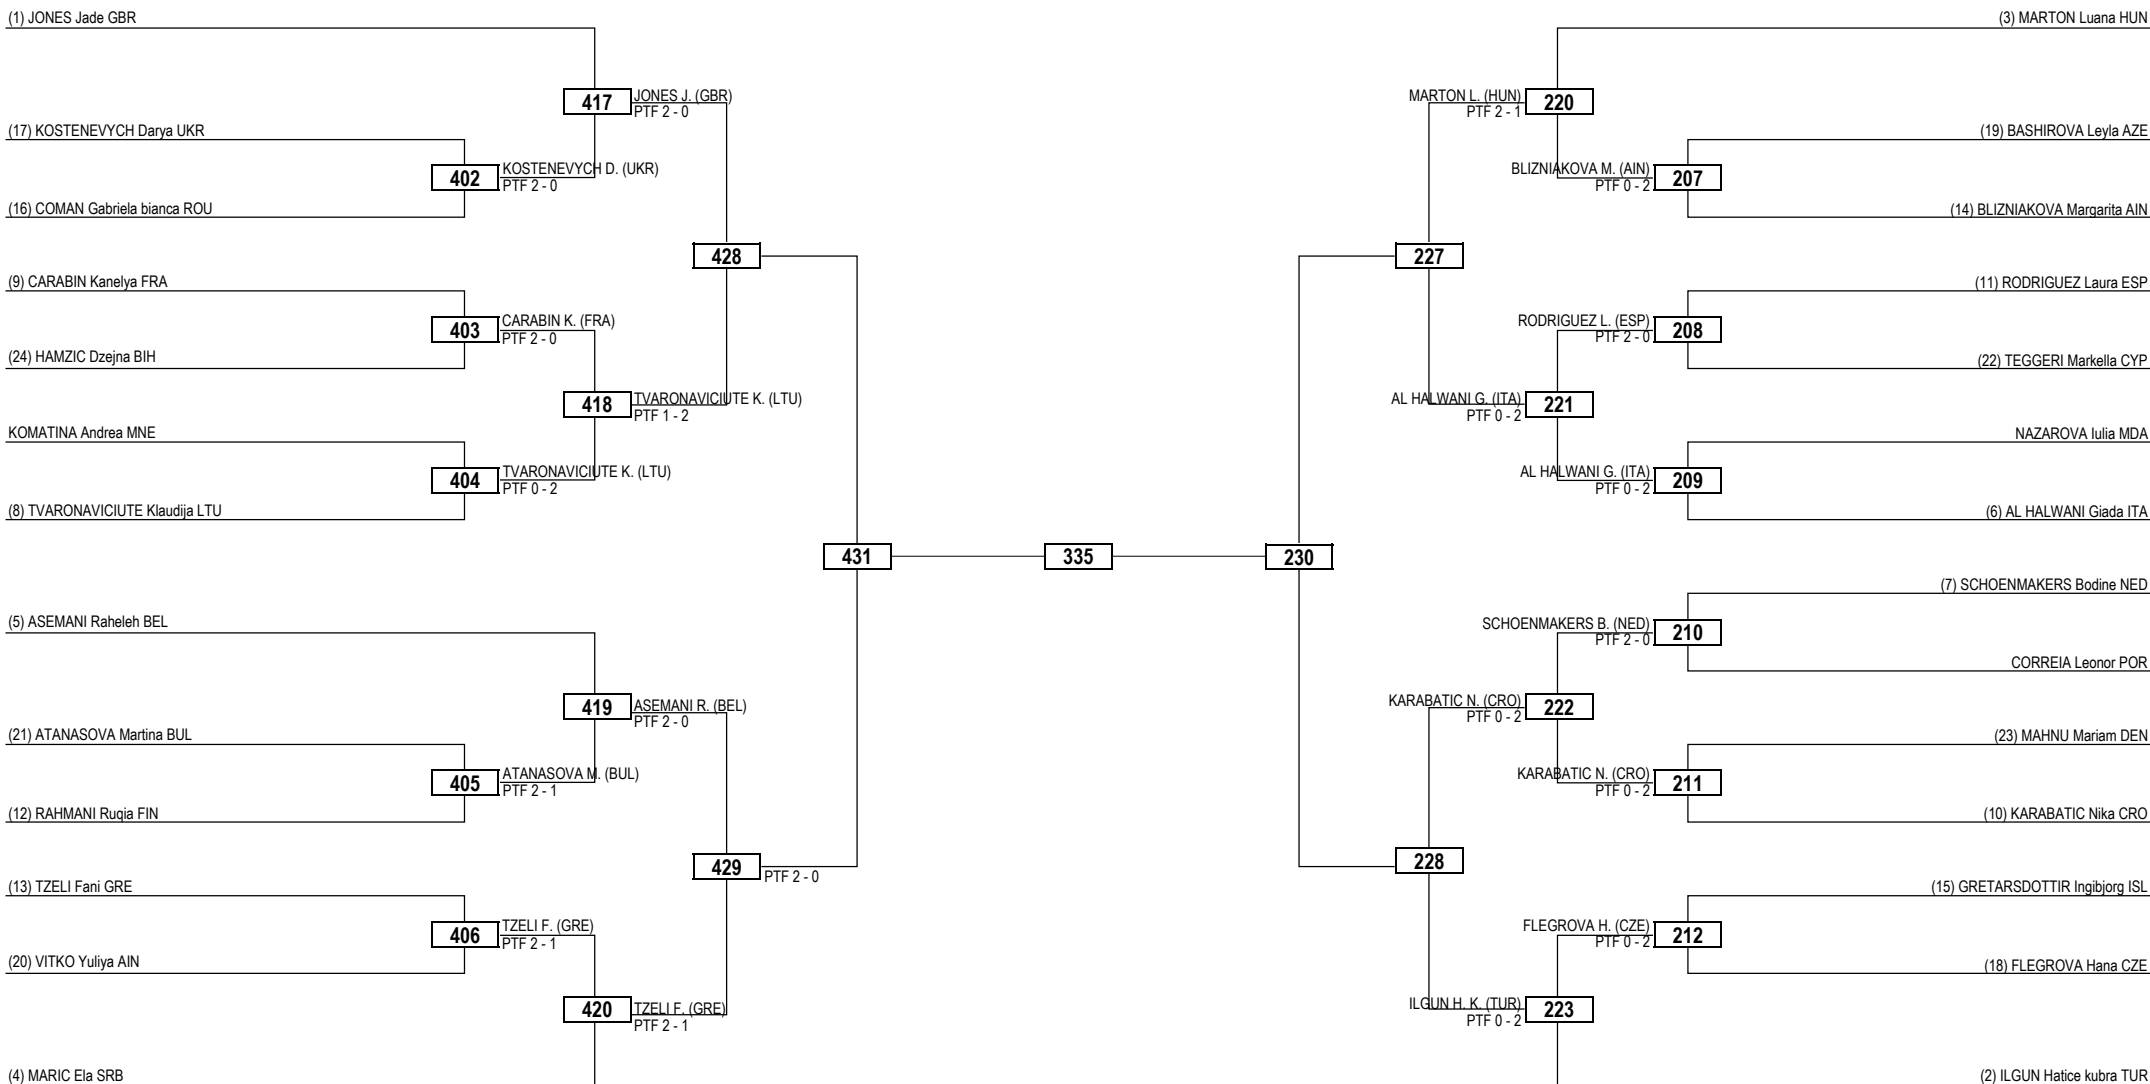 (1) JONES Jade GBR
(3) MARTON Luana HUN
417
JONES J. (GBR)
PTF 2 - 0
MARTON L. (HUN)
PTF 2 - 1
220
(17) KOSTENEVYCH Darya UKR
(19) BASHIROVA Leyla AZE
402
KOSTENEVYCH D. (UKR)
PTF 2 - 0
BLIZNIAKOVA M. (AIN)
PTF 0 - 2
207
(16) COMAN Gabriela bianca ROU
(14) BLIZNIAKOVA Margarita AIN
428
227
(9) CARABIN Kanelya FRA
(11) RODRIGUEZ Laura ESP
403
CARABIN K. (FRA)
PTF 2 - 0
RODRIGUEZ L. (ESP)
PTF 2 - 0
208
(24) HAMZIC Dzejna BIH
(22) TEGGERI Markella CYP
418
TVARONAVICIUTE K. (LTU)
PTF 1 - 2
AL HALWANI G. (ITA)
PTF 0 - 2
221
KOMATINA Andrea MNE
NAZAROVA Iulia MDA
404
TVARONAVICIUTE K. (LTU)
PTF 0 - 2
AL HALWANI G. (ITA)
PTF 0 - 2
209
(8) TVARONAVICIUTE Klaudija LTU
(6) AL HALWANI Giada ITA
431
335
230
(7) SCHOENMAKERS Bodine NED
(5) ASEMANI Raheleh BEL
SCHOENMAKERS B. (NED)
PTF 2 - 0
210
CORREIA Leonor POR
419
ASEMANI R. (BEL)
PTF 2 - 0
KARABATIC N. (CRO)
PTF 0 - 2
222
(21) ATANASOVA Martina BUL
(23) MAHNU Mariam DEN
405
ATANASOVA M. (BUL)
PTF 2 - 1
KARABATIC N. (CRO)
PTF 0 - 2
211
(12) RAHMANI Ruqia FIN
(10) KARABATIC Nika CRO
429
PTF 2 - 0
228
(13) TZELI Fani GRE
(15) GRETARSDOTTIR Ingibjorg ISL
406
TZELI F. (GRE)
PTF 2 - 1
FLEGROVA H. (CZE)
PTF 0 - 2
212
(20) VITKO Yuliya AIN
(18) FLEGROVA Hana CZE
420
TZELI F. (GRE)
PTF 2 - 1
ILGUN H. K. (TUR)
PTF 0 - 2
223
(4) MARIC Ela SRB
(2) ILGUN Hatice kubra TUR